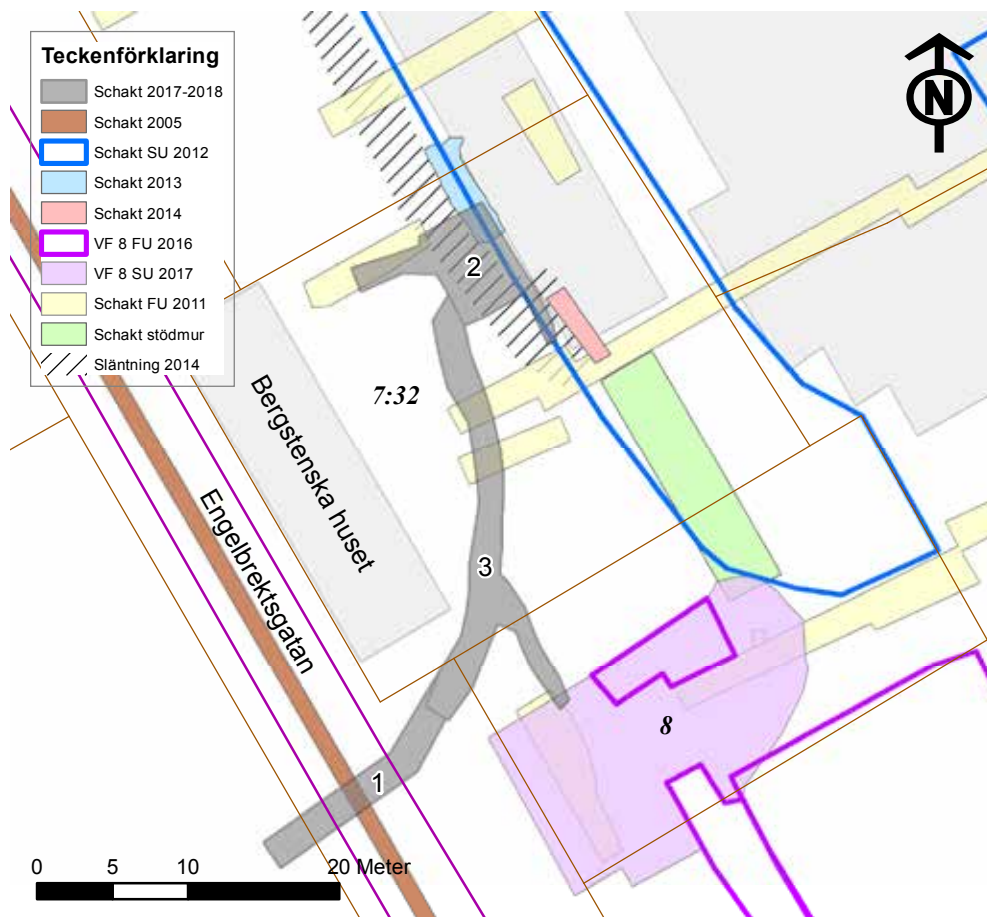 Teckenförklaring
Schakt 2017-2018
Schakt 2005
Schakt SU 2012
Schakt 2013
Schakt 2014
VF 8 FU 2016
VF 8 SU 2017
Schakt FU 2011
Schakt stödmur
Släntning 2014
N
2
7:32
Bergstenska huset
Engelbrektsgatan
3
8
1
0 5 10 20 Meter